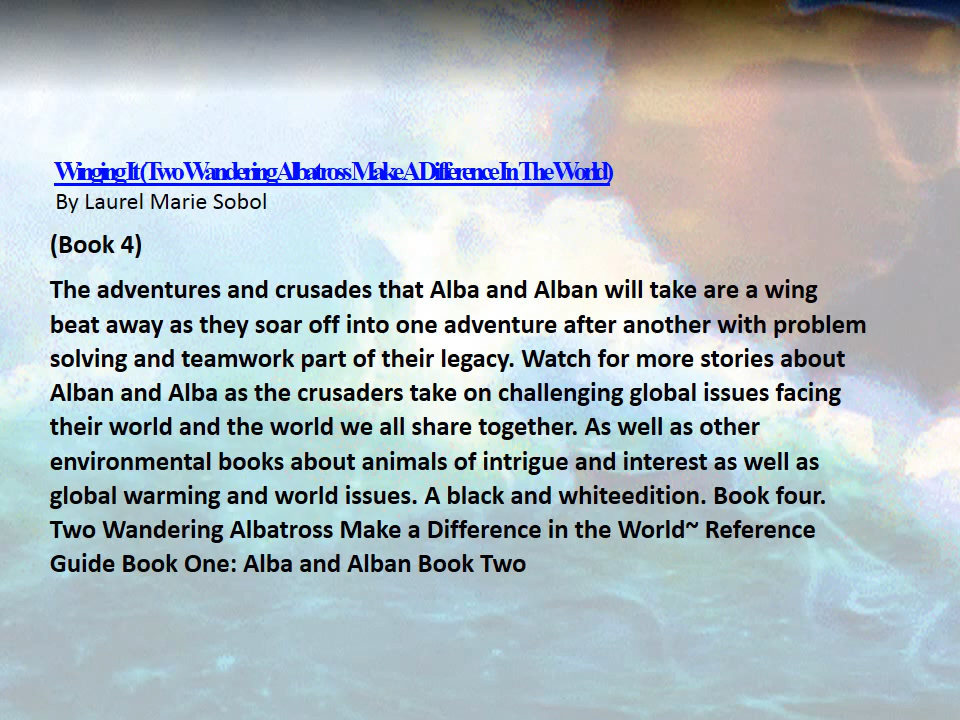 Winging It (Two Wandering Albatross Make A Difference In The World)
By Laurel Marie Sobol
(Book 4)
The adventures and crusades that Alba and Alban will take are a wing
beat away as they soar off into one adventure after another with problem
solving and teamwork part of their legacy. Watch for more stories about
Alban and Alba as the crusaders take on challenging global issues facing
their world and the world we all share together. As well as other
environmental books about animals of intrigue and interest as well as
global warming and world issues. A black and whiteedition. Book four.
Two Wandering Albatross Make a Difference in the World~ Reference
Guide Book One: Alba and Alban Book Two